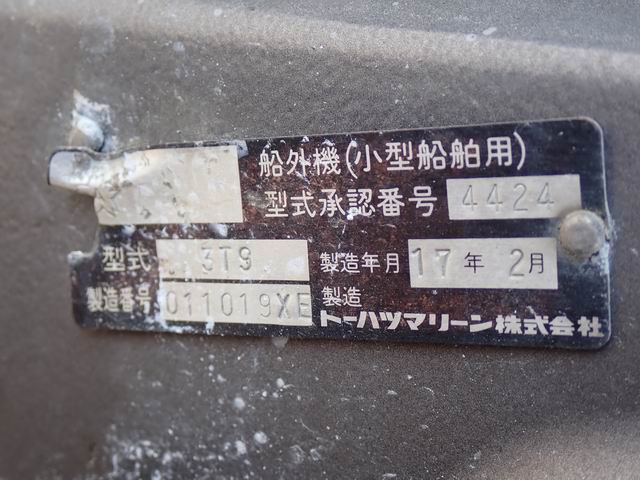 船外機(小型船舶用)
型式承認番号 4424
型式 3T9 製造年月 17年 2月
製造番号 011019XE 製造
トーハツマリーン株式会社